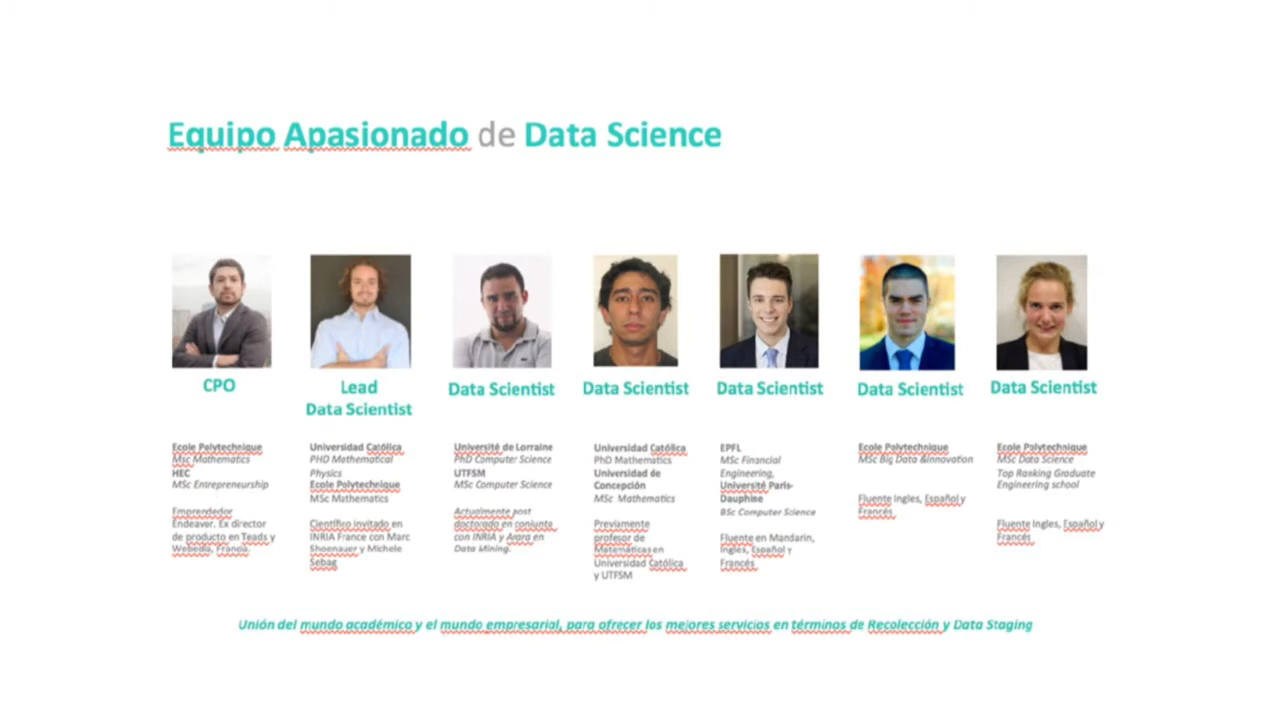 Equipo Apasionado de Data Science
CPO
Ecole Polytechnique
Msc Mathematics
HEC
MSc Entrepreneurship
Emprendedor
Endeavor. Ex director
de producto en Teads y
Webedia, Francia.
Lead
Data Scientist
Universidad Católica
PHD Mathematical
Physics
Ecole Polytechnique
MSc Mathematics
Científico invitado en
INRIA France con Marc
Shoenauer y Michele
Sebag
Data Scientist
Université de Lorraine
PhD Computer Science
UTFSM
MSc Computer Science
Actualmente post
doctorado en conjunto
con INRIA y Arara en
Data Mining.
Data Scientist
Universidad Católica
PhD Mathematics
Universidad de
Concepción
MSc Mathematics
Previamente
profesor de
Matemáticas en
Universidad Católica
y UTFSM
Data Scientist
EPFL
MSc Financial
Engineering,
Université Paris-
Dauphine
BSc Computer Science
Fluente en Mandarin,
Ingles, Español Y
Francés.
Data Scientist
Ecole Polytechnique
MSc Big Data &Innovation
Fluente Ingles, Español y
Francés.
Data Scientist
Ecole Polytechnique
MSc Data Science
Top Ranking Graduate
Engineering school
Fluente Ingles, Español y
Francés
Unión del mundo académico y el mundo empresarial, para ofrecer los mejores servicios en términos de Recolección y Data Staging